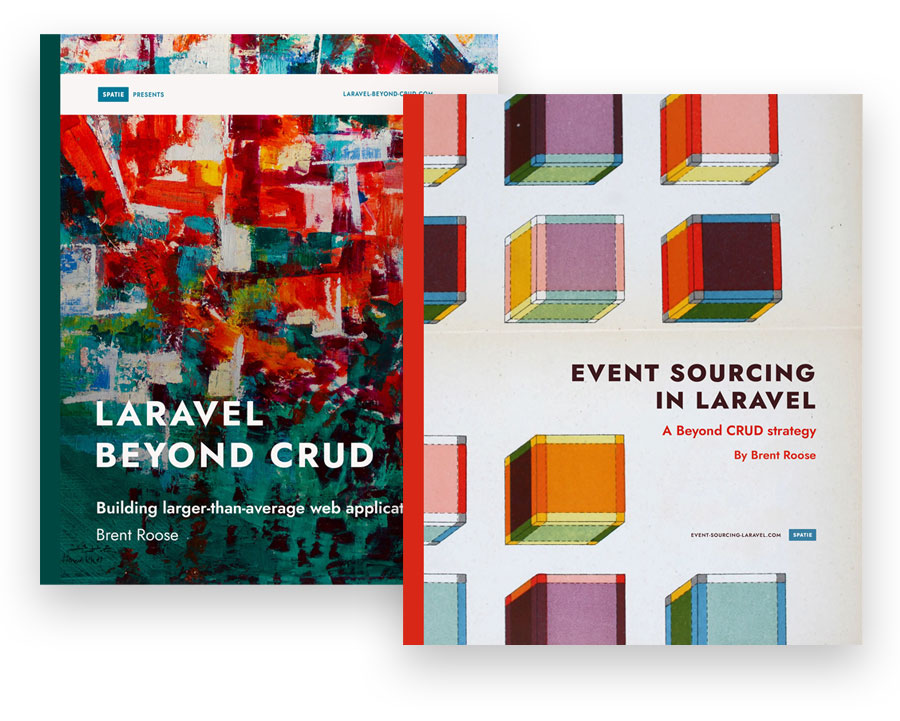 SPATIE PRESENTS
LARAVEL-BEYOND-CRUD.COM
LARAVEL
BEYOND CRUD
Building larger-than-average web applicat
Brent Roose
EVENT SOURCING
IN LARAVEL
A Beyond CRUD strategy
By Brent Roose
EVENT-SOURCING-LARAVEL.COM SPATIE